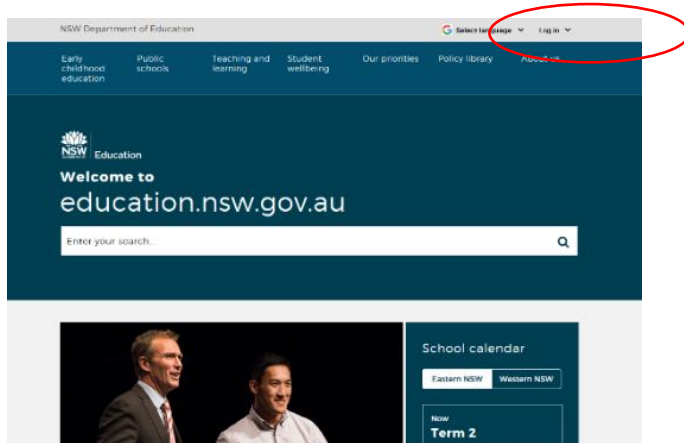 NSW Department of Education
Select language
Log in
Early childhood education
Public schools
Teaching and learning
Student wellbeing
Our priorities
Policy library
About us
NSW
Education
Welcome to
education.nsw.gov.au
Enter your search...
School calendar
Eastern NSW
Western NSW
Now
Term 2